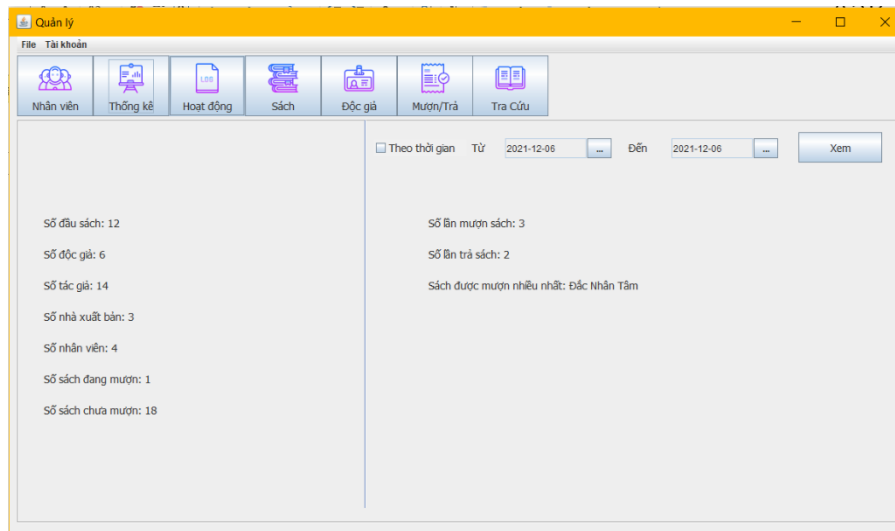 Quản lý
File Tài khoản
Nhân viên Thống kê Hoạt động Sách Độc giả Mượn/Trả Tra Cứu
LOG
Theo thời gian Từ 2021-12-06 ... Đến 2021-12-06 ... Xem
Số đầu sách: 12
Số độc giả: 6
Số tác giả: 14
Số nhà xuất bản: 3
Số nhân viên: 4
Số sách đang mượn: 1
Số sách chưa mượn: 18
Số lần mượn sách: 3
Số lần trả sách: 2
Sách được mượn nhiều nhất: Đắc Nhân Tâm